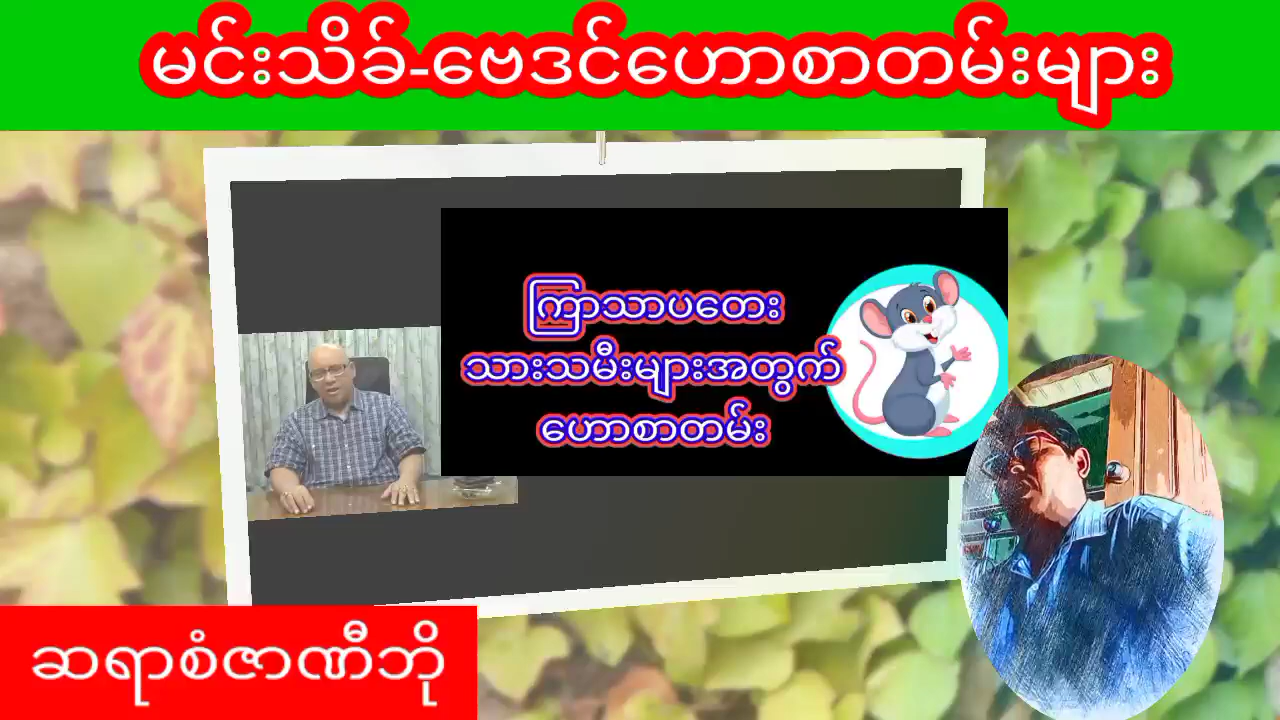 မင်းသိခ်-ဗေဒင်ဟောစာတမ်းများ
ကြာသာပတေး
သားသမီးများအတွက်
ဟောစာတမ်း
ဆရာစံဇာဏီဘို